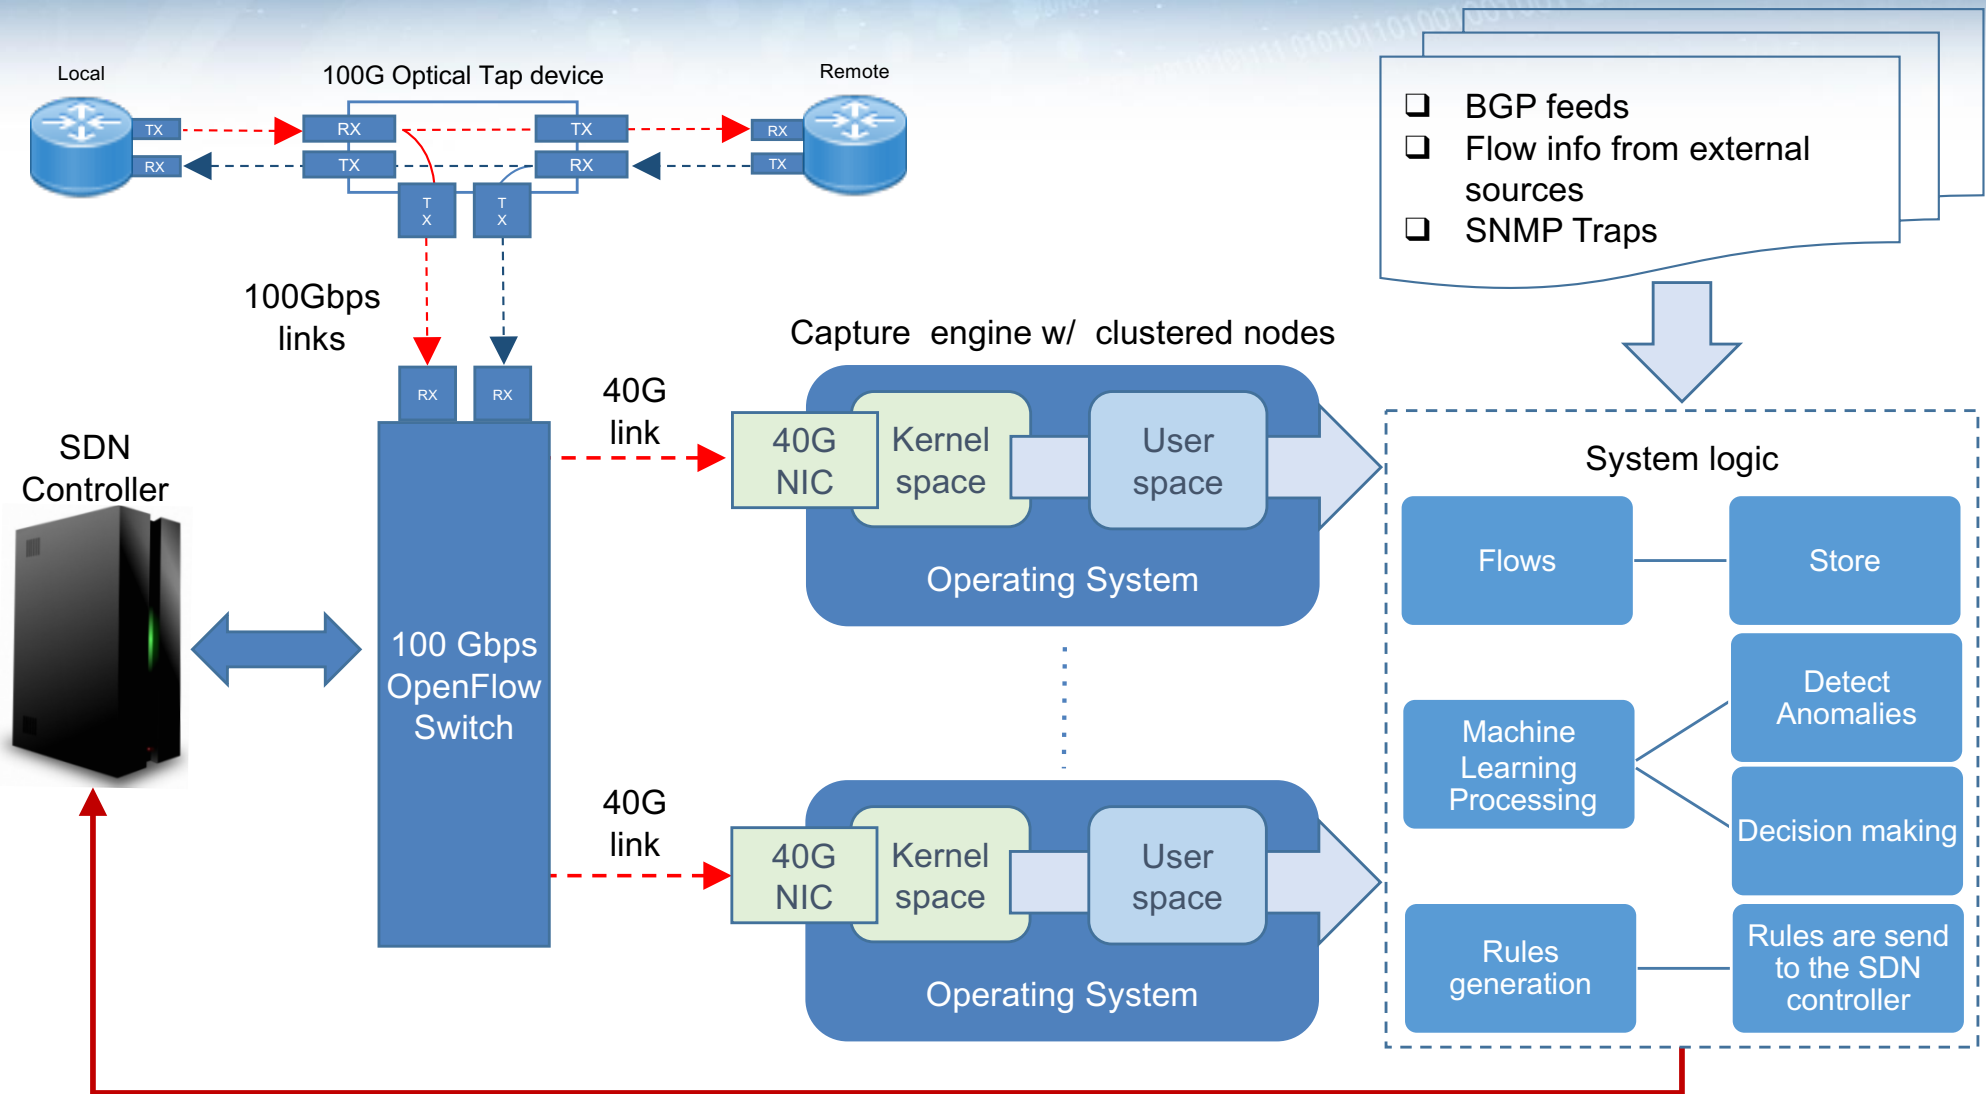 Local
100G Optical Tap device
Remote
TX
RX
TX
RX
RX
TX
RX
TX
T
X
T
X
RX
TX
100Gbps
links
RX
RX
BGP feeds
Flow info from external
sources
SNMP Traps
Capture engine w/ clustered nodes
40G
link
40G
NIC
Kernel
space
User
space
Operating System
SDN
Controller
100 Gbps
OpenFlow
Switch
40G
link
40G
NIC
Kernel
space
User
space
Operating System
System logic
Flows
Store
Machine
Learning
Processing
Detect
Anomalies
Decision making
Rules
generation
Rules are send
to the SDN
controller